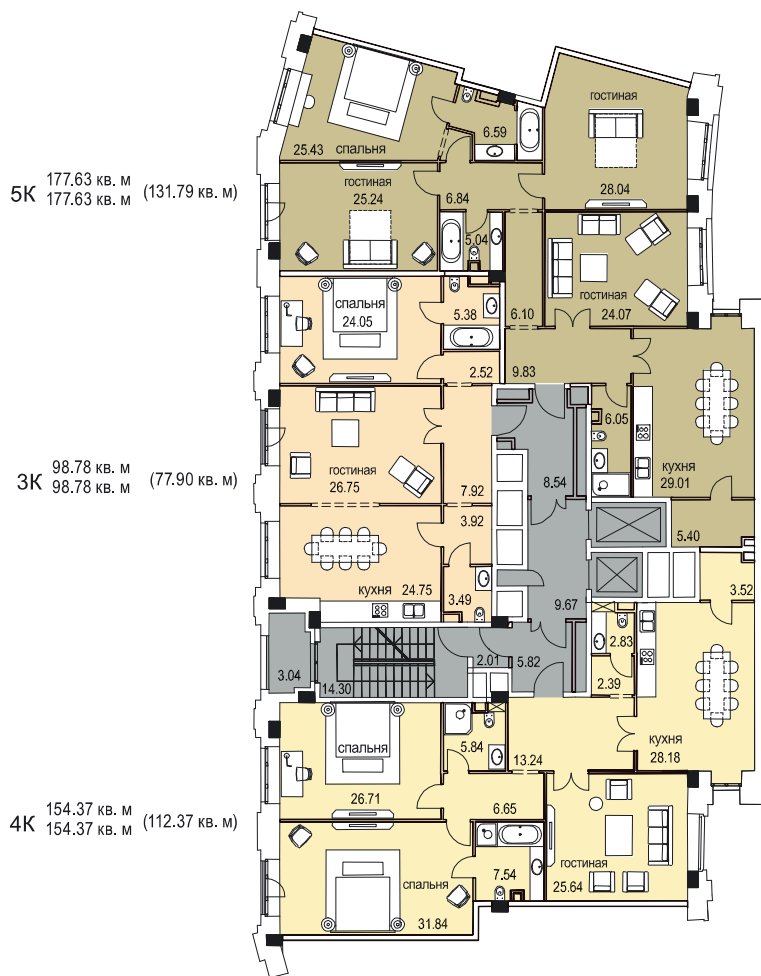 5К 177.63 кв. м
177.63 кв. м (131.79 кв. м)
спальня
25.43
6.59
гостиная
28.04
гостиная
25.24
6.84
5.04
гостиная
24.07
6.10
9.83
6.05
кухня
29.01
5.40
3К 98.78 кв. м
98.78 кв. м (77.90 кв. м)
спальня
24.05
5.38
2.52
гостиная
26.75
7.92
3.92
кухня 24.75
3.49
8.54
9.67
3.04
14.30
2.01
5.82
4К 154.37 кв. м
154.37 кв. м (112.37 кв. м)
3.52
2.83
2.39
кухня
28.18
спальня
26.71
5.84
13.24
6.65
гостиная
25.64
спальня
31.84
7.54